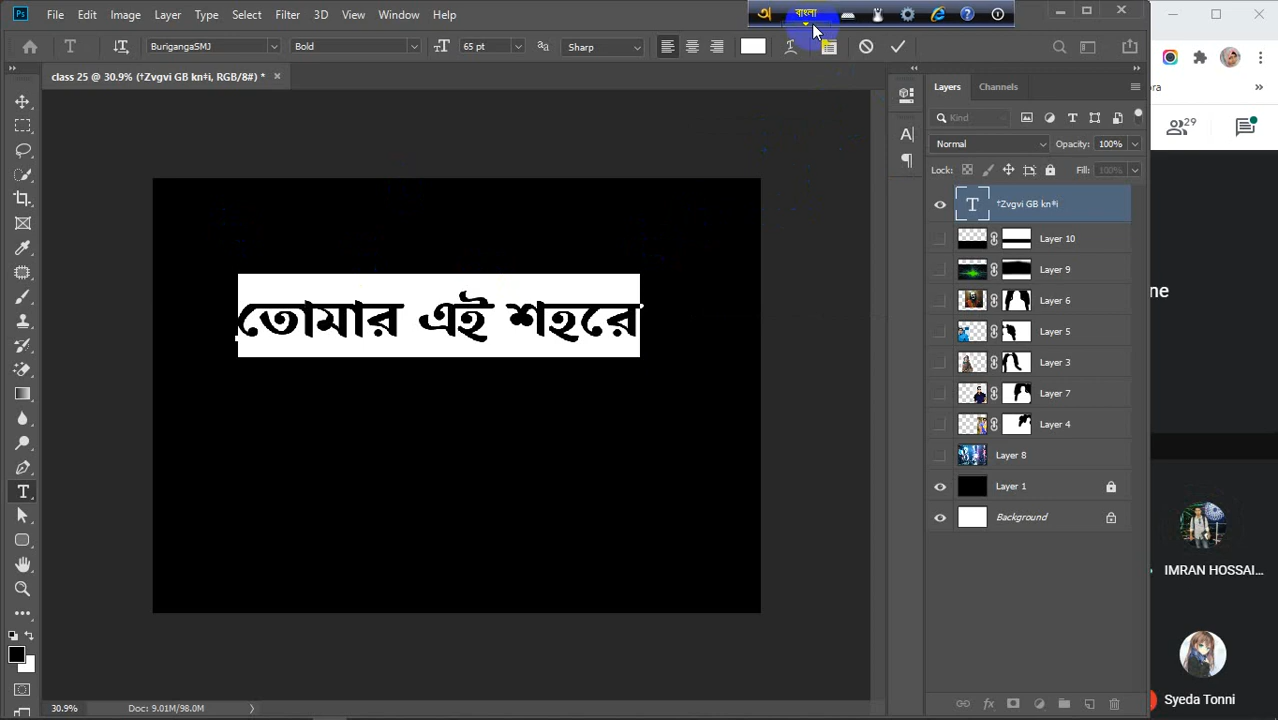 Ps File Edit Image Layer Type Select Filter 3D View Window Help
অ বাংলা
T BurigangaSMJ Bold 65 pt Sharp
class 25 @ 30.9% (†Zvgvi GB kn‡i, RGB/8#) *
Layers Channels
29
Kind
Normal Opacity: 100%
Lock: Fill: 100%
তোমার এই শহরে
T †Zvgvi GB kn‡i
Layer 10
Layer 9
Layer 6
Layer 5
Layer 3
Layer 7
Layer 4
Layer 8
Layer 1
Background
IMRAN HOSSAI...
Syeda Tonni
30.9% Doc: 9.01M/98.0M